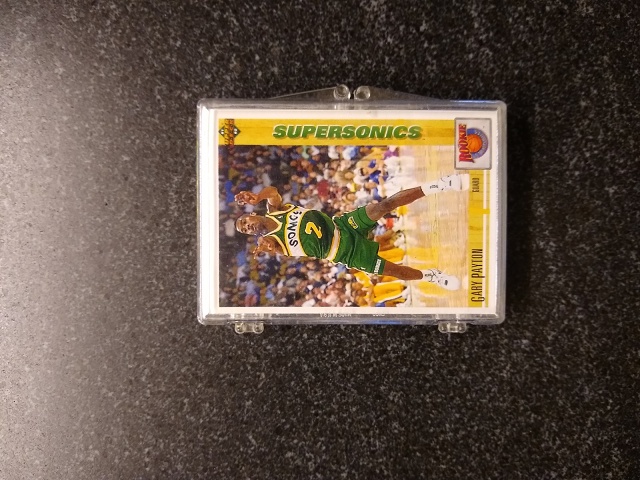 SUPERSONICS
ROOKIE
GUARD
SONICS
2
GARY PAYTON